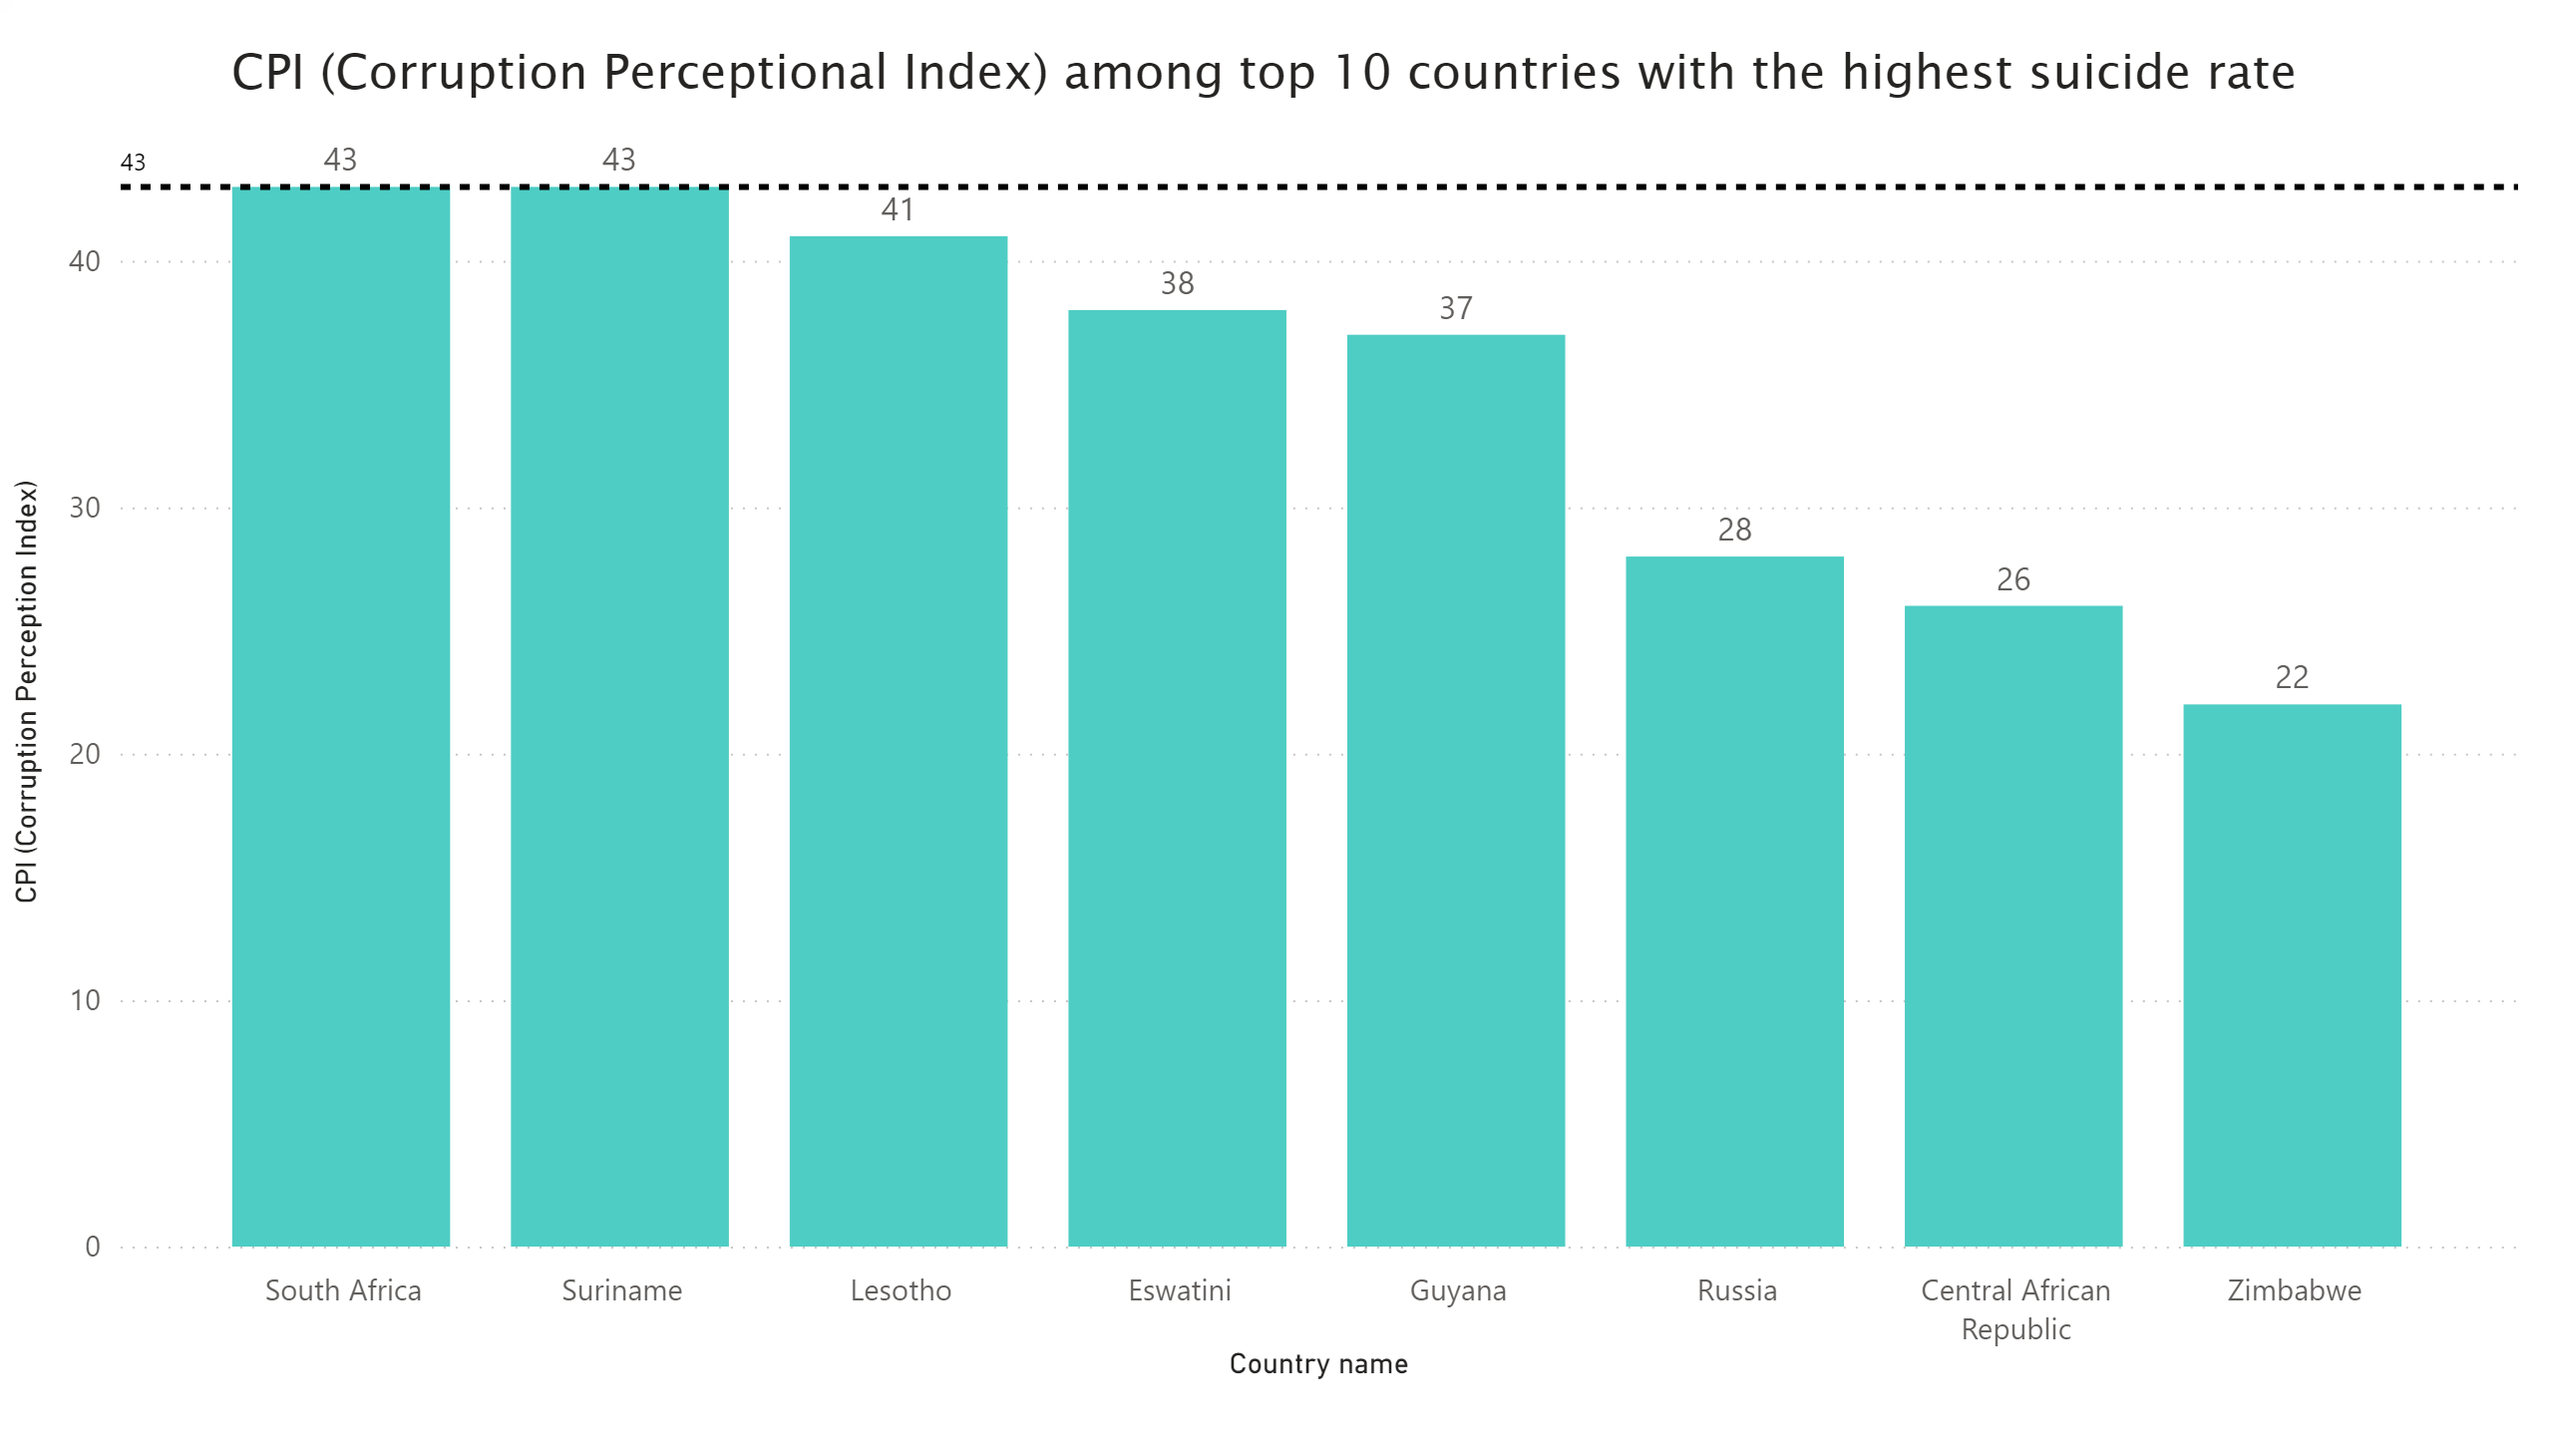 CPI (Corruption Perceptional Index) among top 10 countries with the highest suicide rate
43
43
43
41
38
37
28
26
22
40
30
20
10
0
CPI (Corruption Perception Index)
South Africa
Suriname
Lesotho
Eswatini
Guyana
Russia
Central African
Republic
Zimbabwe
Country name